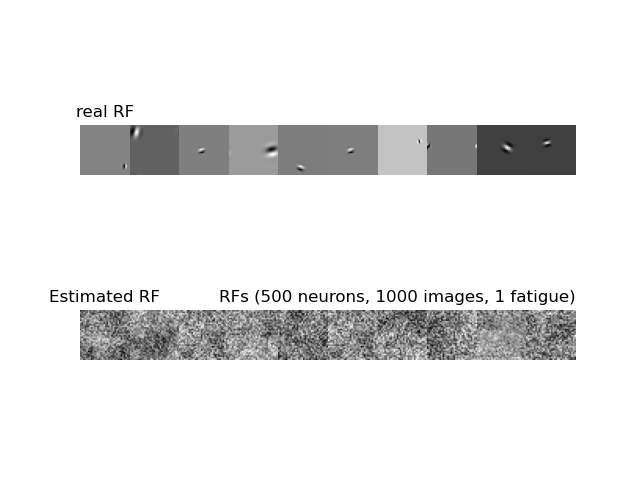 real RF
Estimated RF
RFs (500 neurons, 1000 images, 1 fatigue)